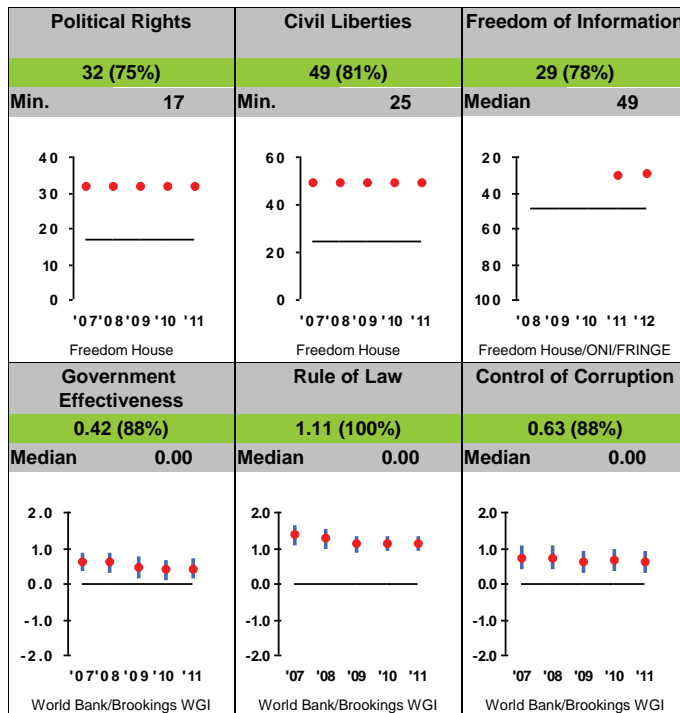 Political Rights
32 (75%)
Min. 17
40
30
20
10
0
'07 '08 '09 '10 '11
Freedom House
Civil Liberties
49 (81%)
Min. 25
60
40
20
0
'07 '08 '09 '10 '11
Freedom House
Freedom of Information
29 (78%)
Median 49
20
40
60
80
100
'08 '09 '10 '11 '12
Freedom House/ONI/FRINGE
Government
Effectiveness
0.42 (88%)
Median 0.00
2.0
1.0
0.0
-1.0
-2.0
'07 '08 '09 '10 '11
World Bank/Brookings WGI
Rule of Law
1.11 (100%)
Median 0.00
2.0
1.0
0.0
-1.0
-2.0
'07 '08 '09 '10 '11
World Bank/Brookings WGI
Control of Corruption
0.63 (88%)
Median 0.00
2.0
1.0
0.0
-1.0
-2.0
'07 '08 '09 '10 '11
World Bank/Brookings WGI